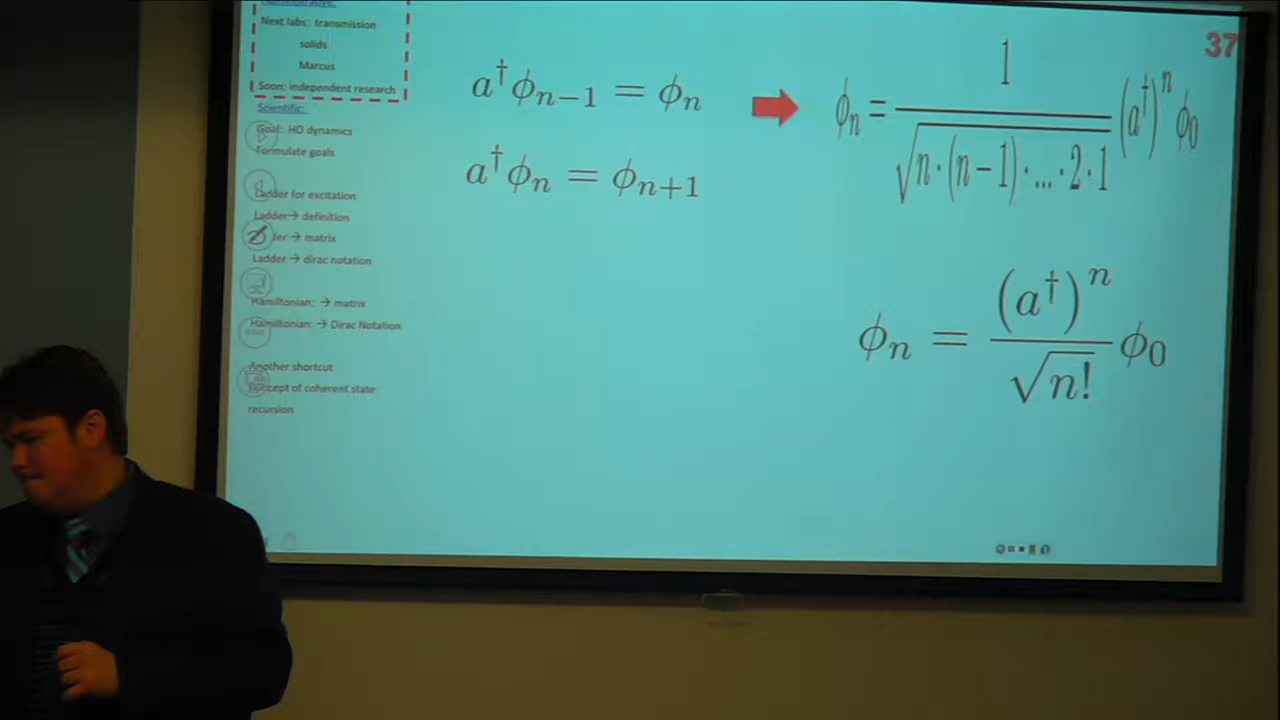 Administrative:
Next labs: transmission
solids
Marcus
Soon: independent research
Scientific:
Goal: HO dynamics
Formulate goals
Ladder for excitation
Ladder → definition
→ matrix
Ladder → dirac notation
Hamiltonian: → matrix
Hamiltonian: → Dirac Notation
Another shortcut
Concept of coherent state
recursion
a†ϕₙ₋₁ = ϕₙ
a†ϕₙ = ϕₙ₊₁
ϕₙ = 1 / √(n·(n−1)·...·2·1) (a†)ⁿ ϕ₀
ϕₙ = (a†)ⁿ / √n! ϕ₀
37